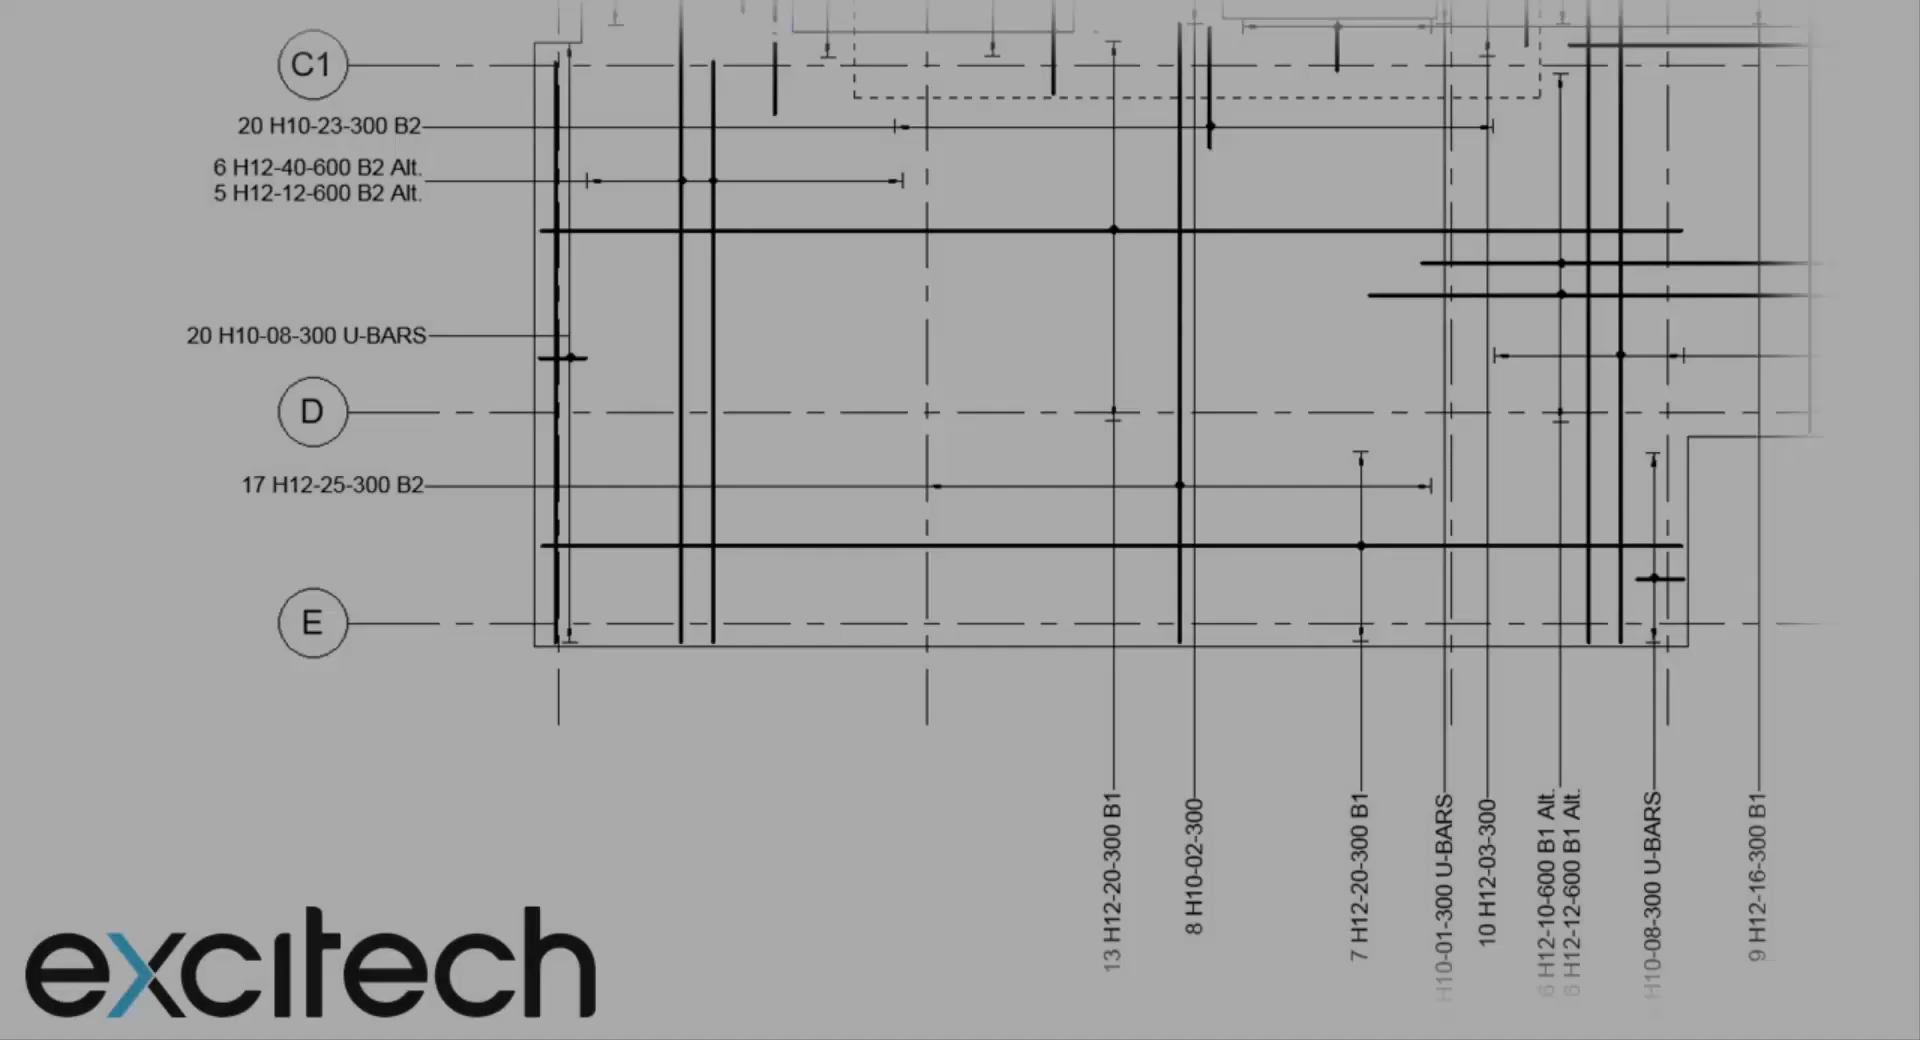 C1
20 H10-23-300 B2
6 H12-40-600 B2 Alt.
5 H12-12-600 B2 Alt.
20 H10-08-300 U-BARS
D
17 H12-25-300 B2
E
13 H12-20-300 B1
8 H10-02-300
7 H12-20-300 B1
H10-01-300 U-BARS
10 H12-03-300
6 H12-10-600 B1 Alt.
6 H12-12-600 B1 Alt.
H10-08-300 U-BARS
9 H12-16-300 B1
excitech